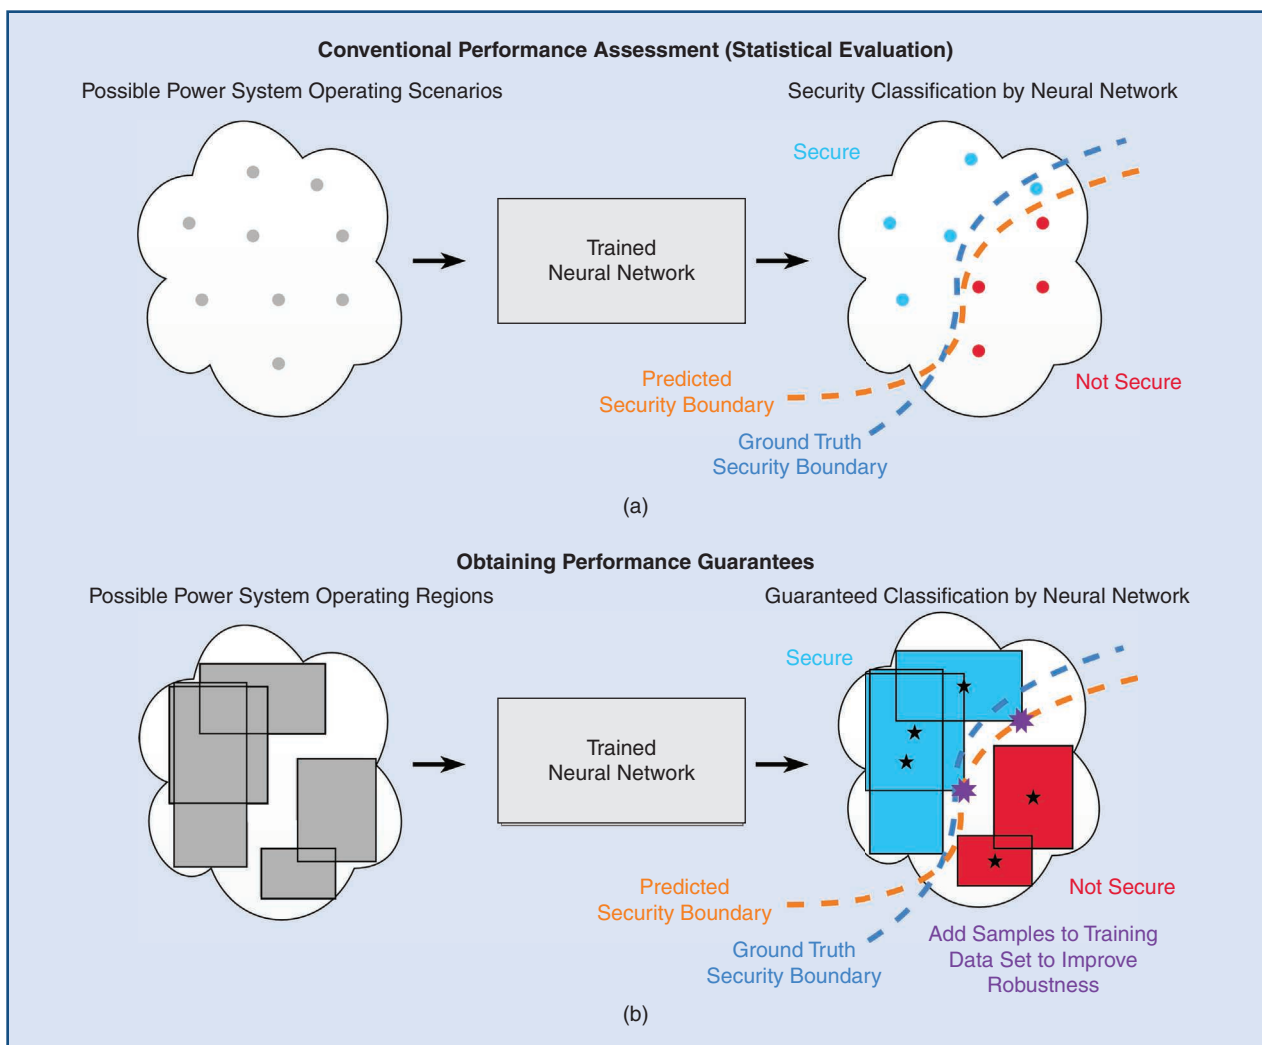 Conventional Performance Assessment (Statistical Evaluation)
Possible Power System Operating Scenarios
Security Classification by Neural Network
Secure
Trained
Neural Network
Predicted
Security Boundary
Not Secure
Ground Truth
Security Boundary
(a)
Obtaining Performance Guarantees
Possible Power System Operating Regions
Guaranteed Classification by Neural Network
Secure
Trained
Neural Network
Predicted
Security Boundary
Not Secure
Ground Truth
Security Boundary
Add Samples to Training
Data Set to Improve
Robustness
(b)